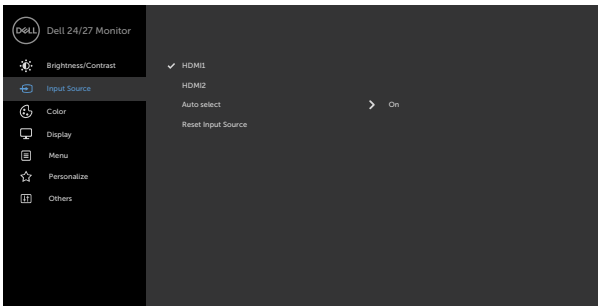 DELL Dell 24/27 Monitor
Brightness/Contrast
Input Source
Color
Display
Menu
Personalize
Others
HDMI1
HDMI2
Auto select On
Reset Input Source